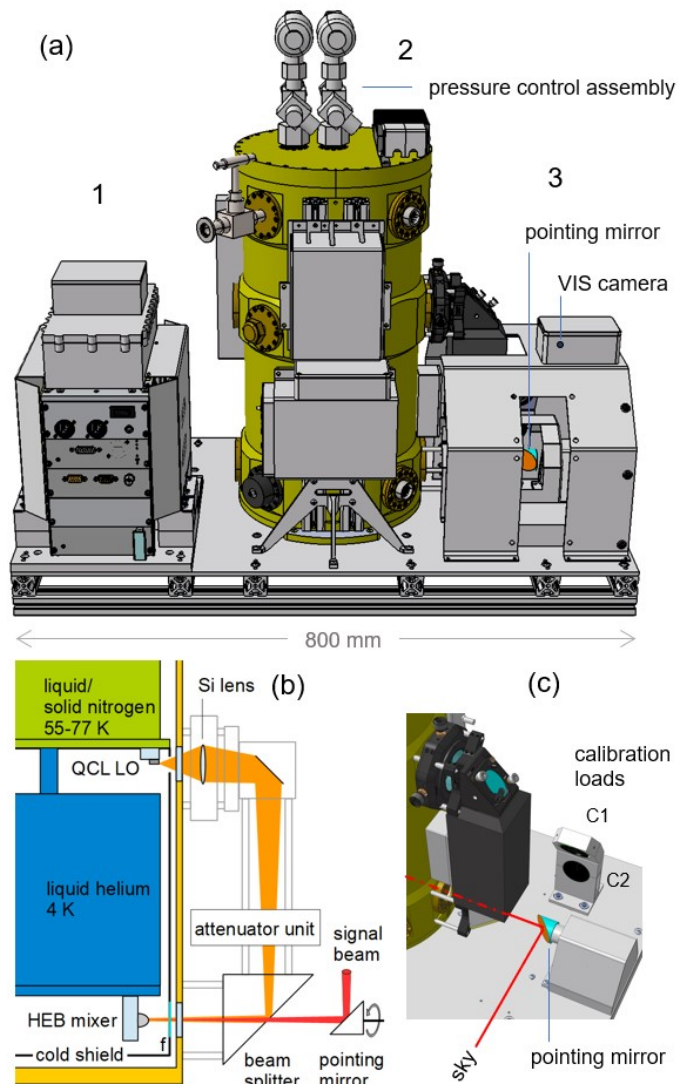 (a)
2
pressure control assembly
1
3
pointing mirror
VIS camera
800 mm
liquid/
solid nitrogen
55-77 K
Si lens
(b)
(c)
QCL LO
calibration
loads
C1
C2
liquid helium
4 K
attenuator unit
signal
beam
HEB mixer
f
cold shield
beam
splitter
pointing
mirror
sky
pointing mirror